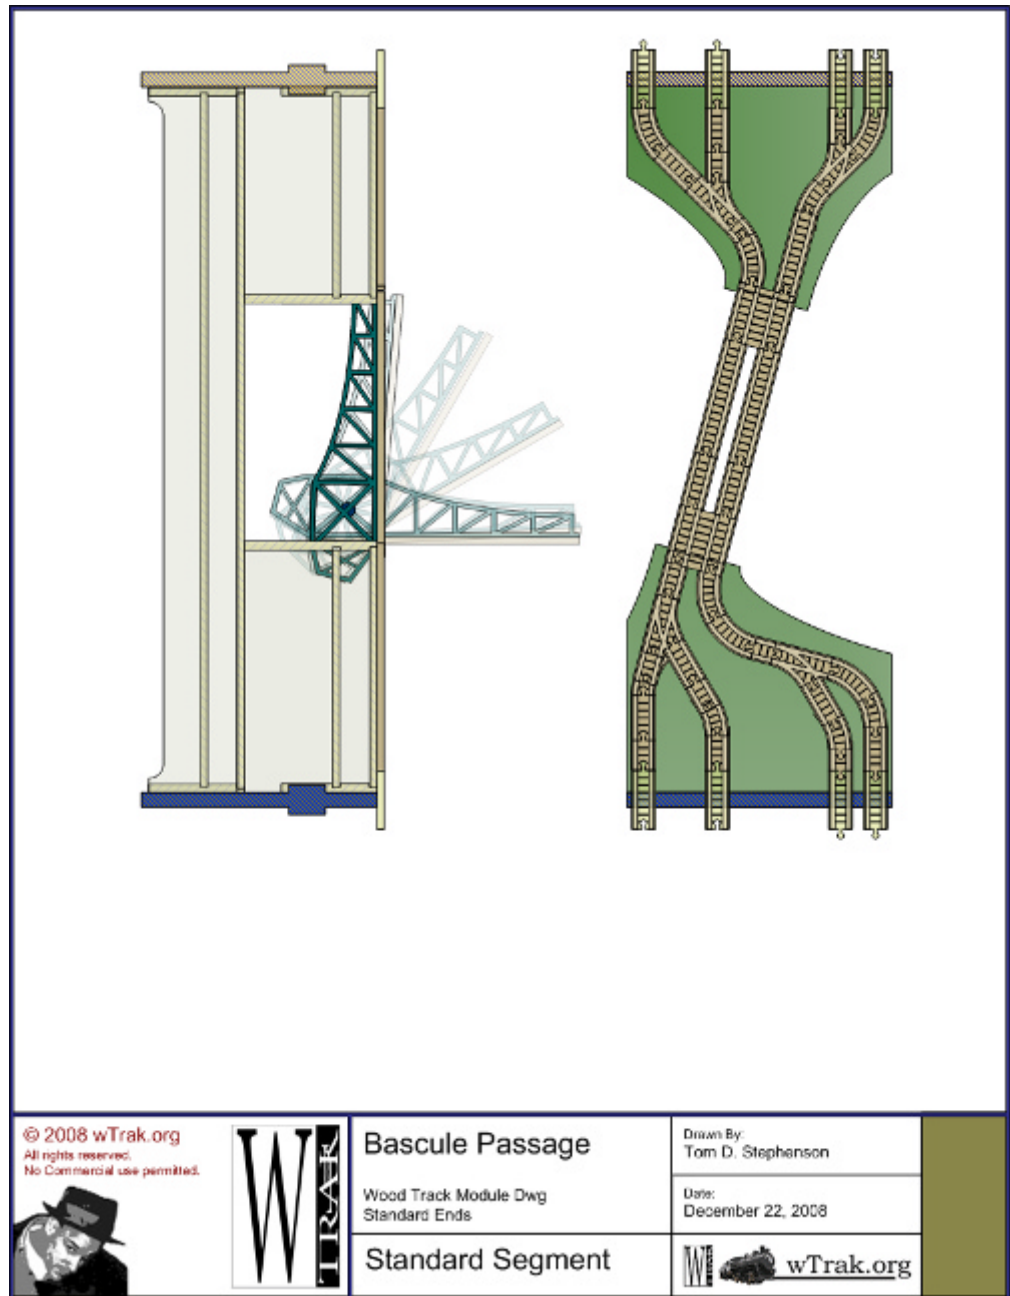 © 2008 wTrak.org
All rights reserved.
No Commercial use permitted.
W
TRAK
Bascule Passage
Wood Track Module Dwg
Standard Ends
Standard Segment
Drawn By:
Tom D. Stephenson
Date:
December 22, 2008
W
wTrak.org